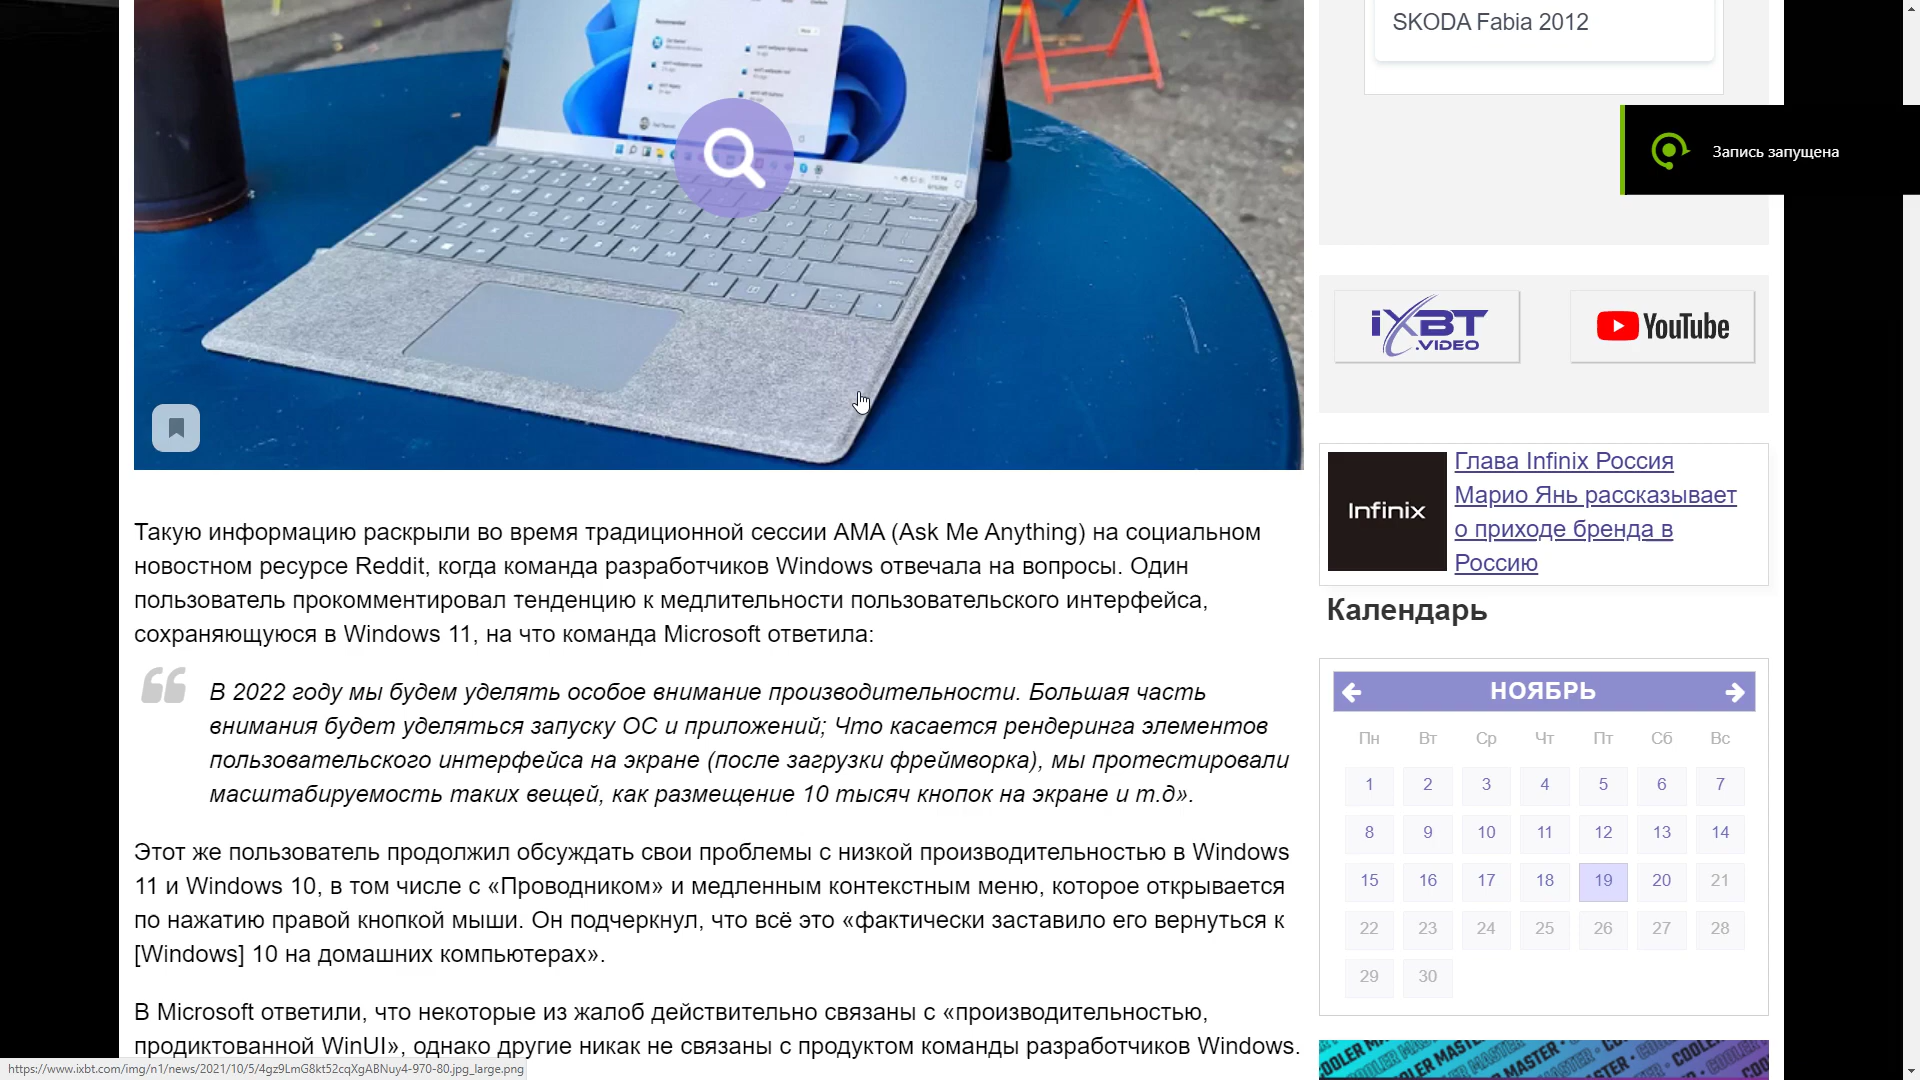 SKODA Fabia 2012
Запись запущена
iXBT
.VIDEO
YouTube
Infinix
Глава Infinix Россия
Марио Янь рассказывает
о приходе бренда в
Россию
Такую информацию раскрыли во время традиционной сессии AMA (Ask Me Anything) на социальном
новостном ресурсе Reddit, когда команда разработчиков Windows отвечала на вопросы. Один
пользователь прокомментировал тенденцию к медлительности пользовательского интерфейса,
сохраняющуюся в Windows 11, на что команда Microsoft ответила:
В 2022 году мы будем уделять особое внимание производительности. Большая часть
внимания будет уделяться запуску ОС и приложений; Что касается рендеринга элементов
пользовательского интерфейса на экране (после загрузки фреймворка), мы протестировали
масштабируемость таких вещей, как размещение 10 тысяч кнопок на экране и т.д».
Этот же пользователь продолжил обсуждать свои проблемы с низкой производительностью в Windows
11 и Windows 10, в том числе с «Проводником» и медленным контекстным меню, которое открывается
по нажатию правой кнопкой мыши. Он подчеркнул, что всё это «фактически заставило его вернуться к
[Windows] 10 на домашних компьютерах».
В Microsoft ответили, что некоторые из жалоб действительно связаны с «производительностью,
продиктованной WinUI», однако другие никак не связаны с продуктом команды разработчиков Windows.
Календарь
НОЯБРЬ
Пн Вт Ср Чт Пт Сб Вс
1 2 3 4 5 6 7
8 9 10 11 12 13 14
15 16 17 18 19 20 21
22 23 24 25 26 27 28
29 30
COOLER MASTER
https://www.ixbt.com/img/n1/news/2021/10/5/4gz9LmG8kt52cqXgABNuy4-970-80.jpg_large.png